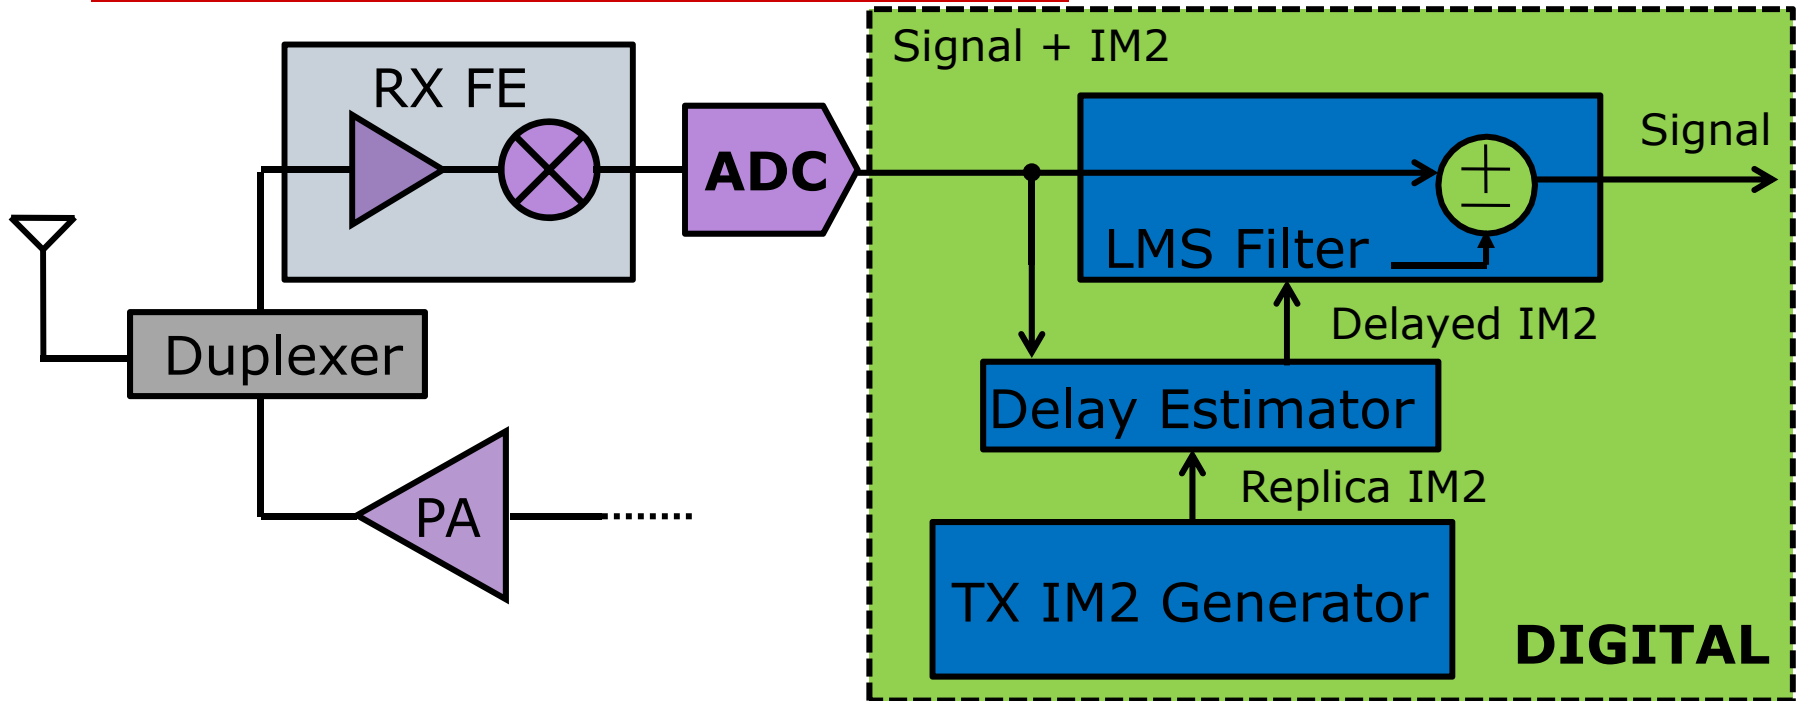 Signal + IM2
RX FE
ADC
Signal
±
LMS Filter
Delayed IM2
Duplexer
Delay Estimator
Replica IM2
PA
TX IM2 Generator
DIGITAL